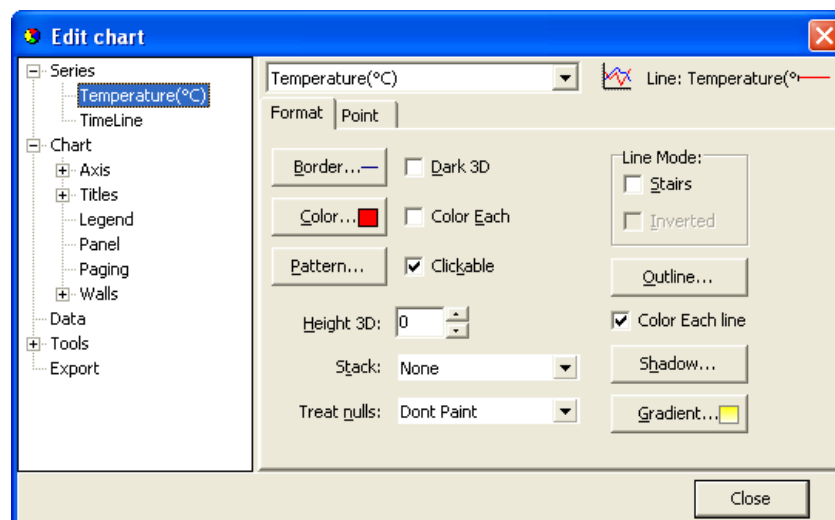 Edit chart
Series
Temperature(°C)
TimeLine
Chart
Axis
Titles
Legend
Panel
Paging
Walls
Data
Tools
Export
Temperature(°C)
Line: Temperature(°
Format
Point
Border...
Dark 3D
Color...
Color Each
Pattern...
Clickable
Height 3D:
0
Stack:
None
Treat nulls:
Dont Paint
Line Mode:
Stairs
Inverted
Outline...
Color Each line
Shadow...
Gradient...
Close